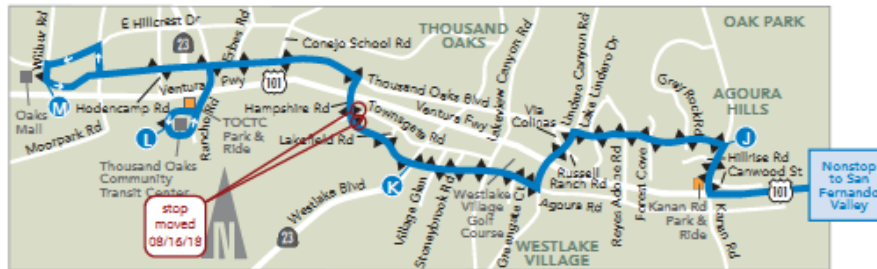 Wilbur Rd
E Hillcrest Dr
23
Erbes Rd
Conejo School Rd
THOUSAND
OAKS
Lakeview Canyon Rd
Lindero Canyon Rd
Lake Lindero Dr
OAK PARK
Grey Rock Rd
AGOURA
HILLS
101
Ventura
Fwy
Thousand Oaks Blvd
Ventura Fwy
Via
Colinas
Oaks
Mall
M
Hodencamp Rd
Moorpark Rd
L
Rancho Rd
TOCTC
Park &
Ride
Hampshire Rd
Townsgate Rd
Lakefield Rd
Thousand Oaks
Community
Transit Center
J
Hillrise Rd
Canwood St
Russell
Ranch Rd
Reyes Adobe Rd
Forest Cove
Nonstop
to San
Fernando
Valley
101
K
Village Glen
Stoneybrook Rd
Westlake
Village
Golf
Course
Greengate Ct
Agoura Rd
Kanan Rd
Park &
Ride
Kanan Rd
stop
moved
08/16/18
N
Westlake Blvd
23
WESTLAKE
VILLAGE